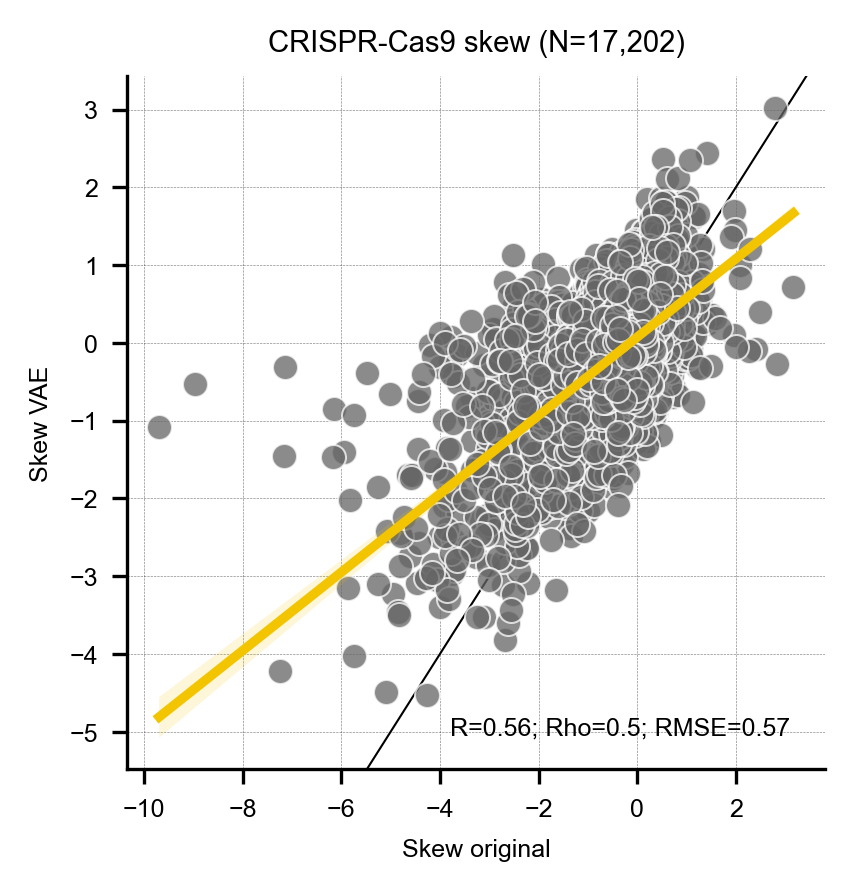 CRISPR-Cas9 skew (N=17,202)
3
2
1
0
−1
−2
−3
−4
−5
Skew VAE
R=0.56; Rho=0.5; RMSE=0.57
−10 −8 −6 −4 −2 0 2
Skew original